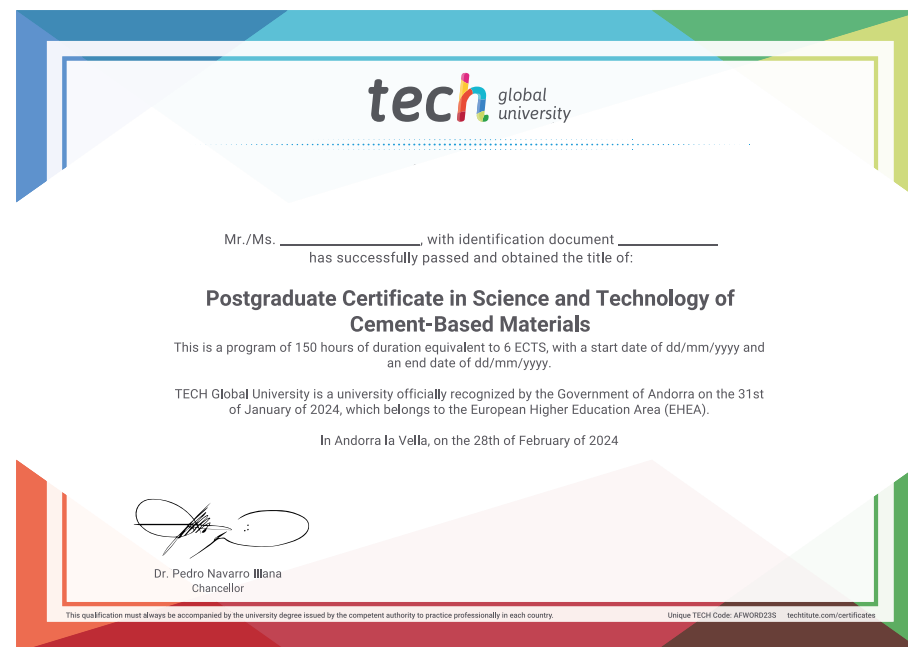 tech global
university
Mr./Ms. ____________, with identification document ____________
has successfully passed and obtained the title of:
Postgraduate Certificate in Science and Technology of
Cement-Based Materials
This is a program of 150 hours of duration equivalent to 6 ECTS, with a start date of dd/mm/yyyy and
an end date of dd/mm/yyyy.
TECH Global University is a university officially recognized by the Government of Andorra on the 31st
of January of 2024, which belongs to the European Higher Education Area (EHEA).
In Andorra la Vella, on the 28th of February of 2024
Dr. Pedro Navarro Illana
Chancellor
This qualification must always be accompanied by the university degree issued by the competent authority to practice professionally in each country.
Unique TECH Code: AFWORD23S techtitute.com/certificates